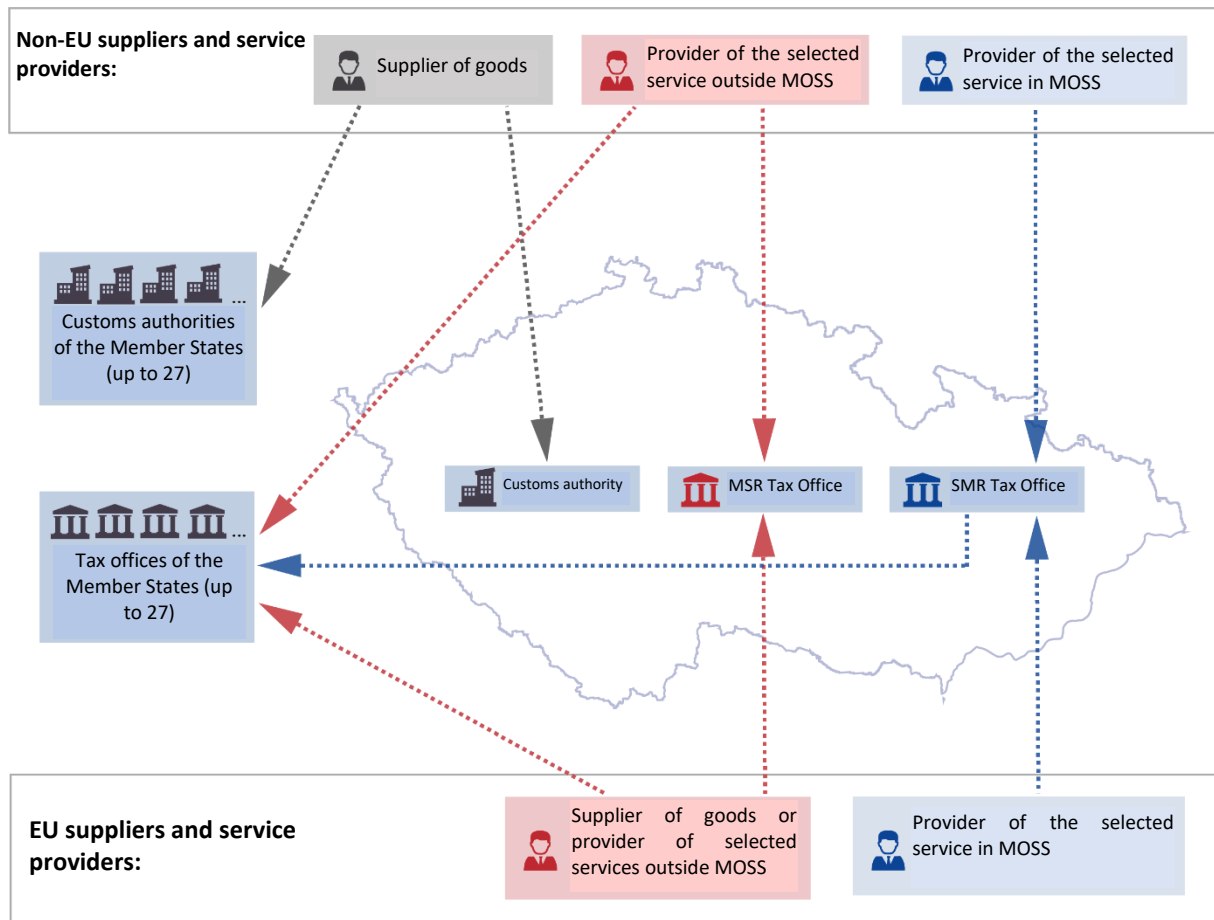 Non-EU suppliers and service
providers:
Supplier of goods
Provider of the selected
service outside MOSS
Provider of the selected
service in MOSS
...
Customs authorities
of the Member States
(up to 27)
Customs authority
MSR Tax Office
SMR Tax Office
...
Tax offices of the
Member States (up
to 27)
EU suppliers and service
providers:
Supplier of goods or
provider of selected
services outside MOSS
Provider of the selected
service in MOSS